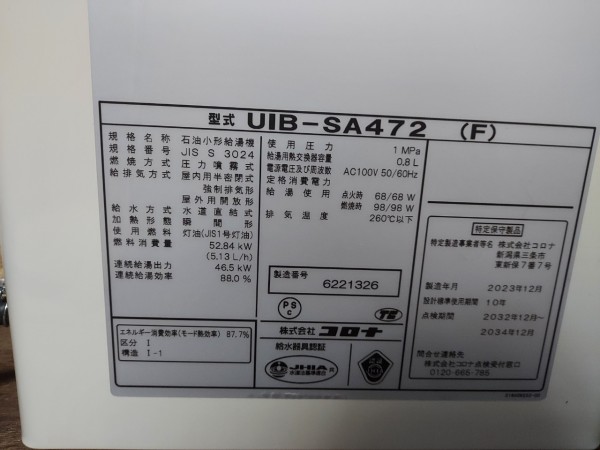 型式 UIB-SA472 (F)
規格名称 石油小形給湯機
規格番号 JIS S 3024
燃焼方式 圧力噴霧式
給排気方式 屋内用半密閉式
強制排気形
屋外用開放形
給水方式 水道直結式
加熱形態 瞬間形
使用燃料 灯油(JIS1号灯油)
燃料消費量 52.84 kW
(5.13 L/h)
連続給湯出力 46.5 kW
連続給湯効率 88.0 %
エネルギー消費効率(モード熱効率) 87.7%
区分 I
構造 I-1
使用圧力 1 MPa
給湯用熱交換器容量 0.8 L
電源電圧及び周波数 AC100V 50/60Hz
定格消費電力
給湯使用 点火時 68/68 W
燃焼時 98/98 W
排気温度 260℃以下
製造番号
6221326
PS
C
株式会社 コロナ
給水器具認証
JHIA
特定保守製品
特定製造事業者等名 株式会社コロナ
新潟県三条市
東新保7番7号
製造年月 2023年12月
設計標準使用期間 10年
点検期間 2032年12月~
2034年12月
問合せ連絡先
株式会社コロナ点検受付窓口